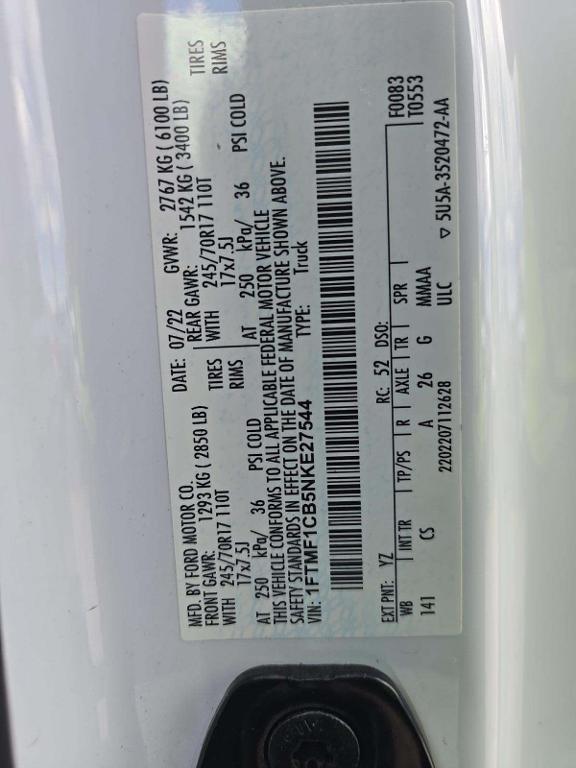 MFD. BY FORD MOTOR CO.
DATE: 07/22 GVWR: 2767 KG ( 6100 LB)
FRONT GAWR: 1293 KG ( 2850 LB) REAR GAWR: 1542 KG ( 3400 LB)
WITH 245/70R17 110T TIRES WITH 245/70R17 110T TIRES
17x7.5J RIMS 17x7.5J RIMS
AT 250 kPa/ 36 PSI COLD AT 250 kPa/ 36 PSI COLD
THIS VEHICLE CONFORMS TO ALL APPLICABLE FEDERAL MOTOR VEHICLE
SAFETY STANDARDS IN EFFECT ON THE DATE OF MANUFACTURE SHOWN ABOVE.
VIN: 1FTMF1CB5NKE27544 TYPE: Truck
EXT PNT: YZ RC: 52 DSO: F0083
WB INT TR TP/PS R AXLE TR SPR T0553
141 CS A 26 G MMAA
2202207112628 ULC
▽ 5U5A-3520472-AA